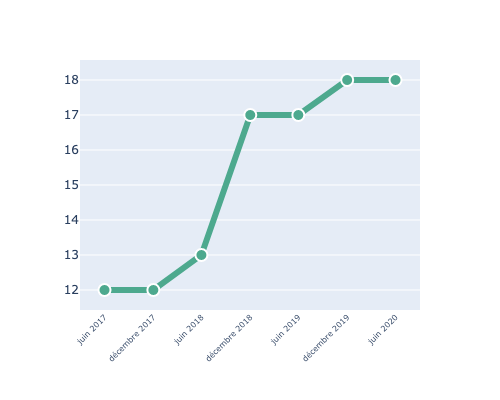 18
17
16
15
14
13
12
juin 2017
décembre 2017
juin 2018
décembre 2018
juin 2019
décembre 2019
juin 2020